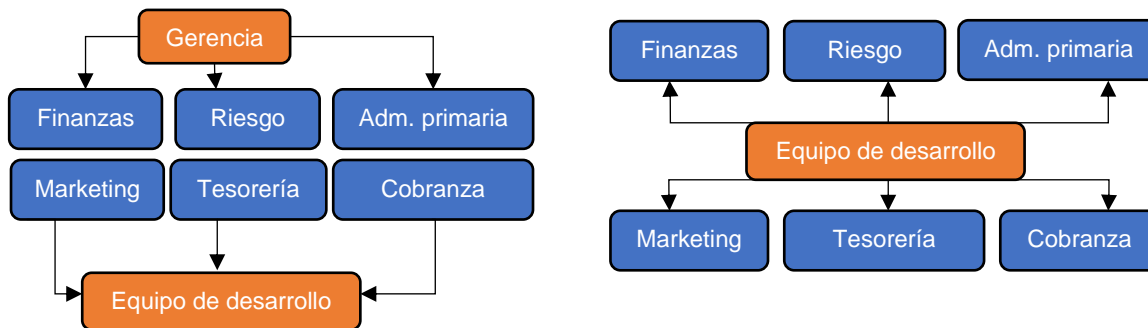 Gerencia
Finanzas
Riesgo
Adm. primaria
Marketing
Tesorería
Cobranza
Equipo de desarrollo
Finanzas
Riesgo
Adm. primaria
Equipo de desarrollo
Marketing
Tesorería
Cobranza